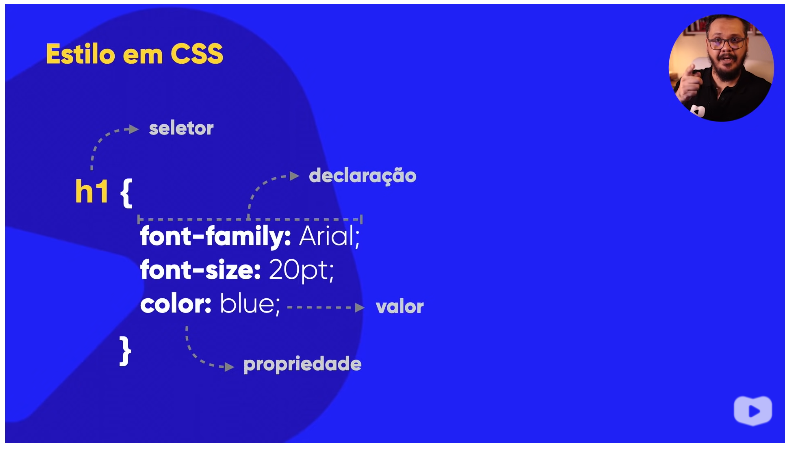 Estilo em CSS
seletor
h1 {
declaração
font-family: Arial;
font-size: 20pt;
color: blue;
valor
}
propriedade